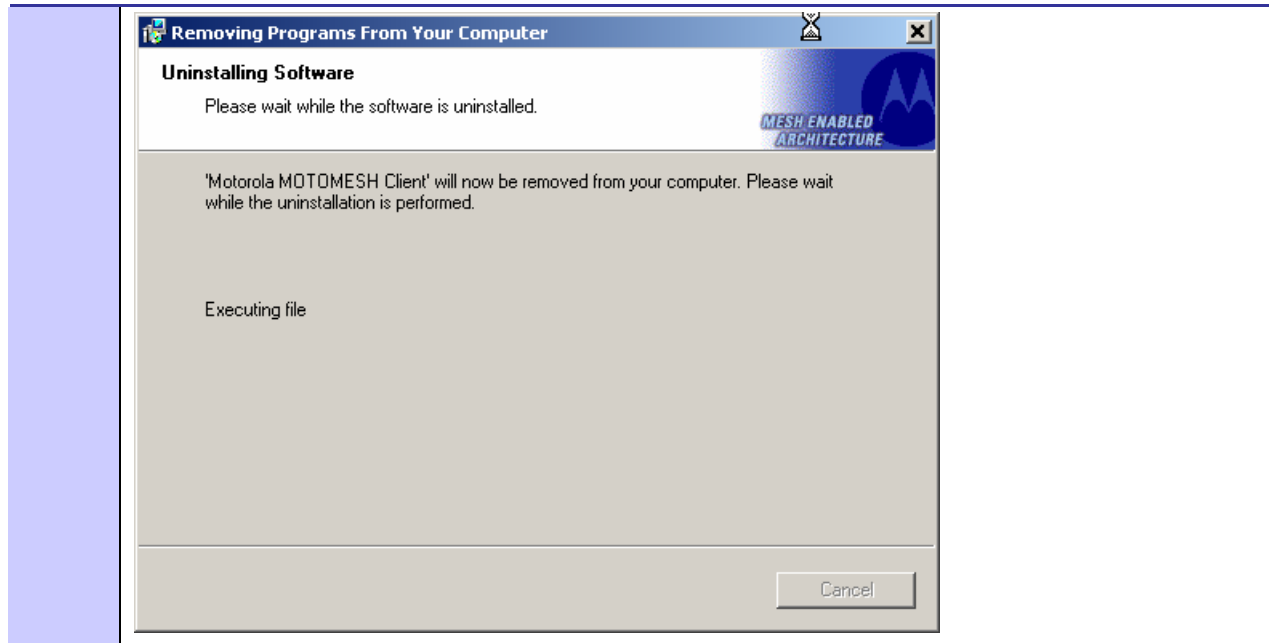 Removing Programs From Your Computer
Uninstalling Software
Please wait while the software is uninstalled.
MESH ENABLED
ARCHITECTURE
'Motorola MOTOMESH Client' will now be removed from your computer. Please wait
while the uninstallation is performed.
Executing file
Cancel